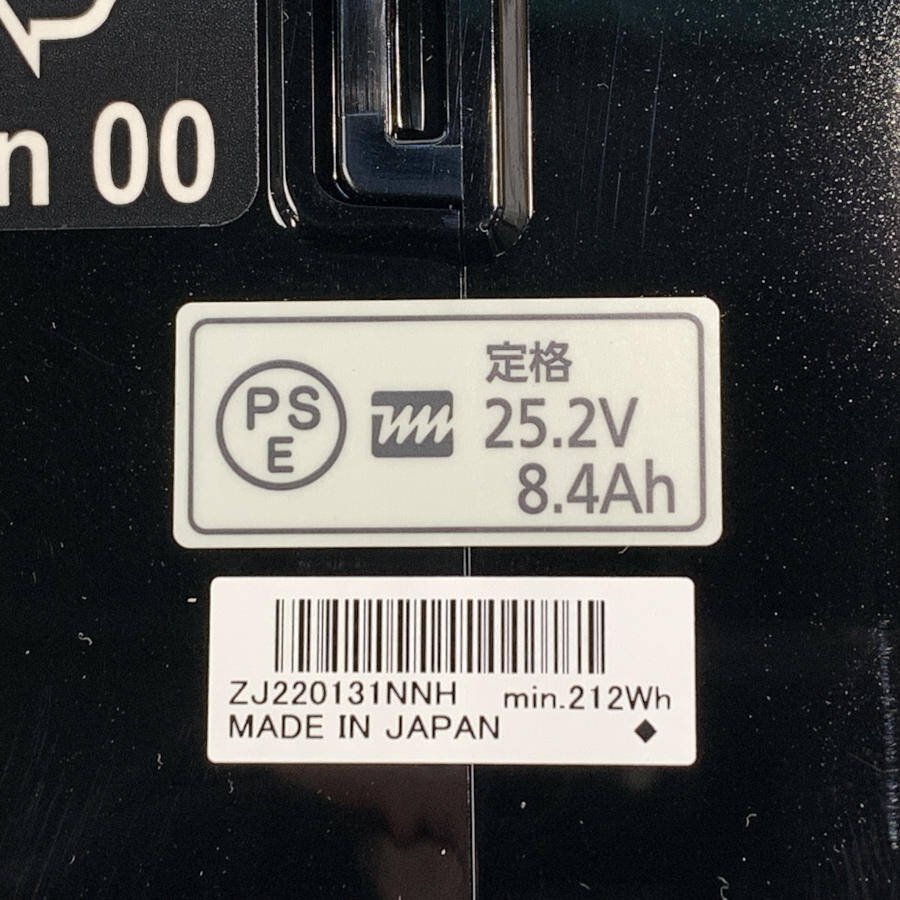 n 00
PS
E
定格
25.2V
8.4Ah
ZJ220131NNH min.212Wh
MADE IN JAPAN